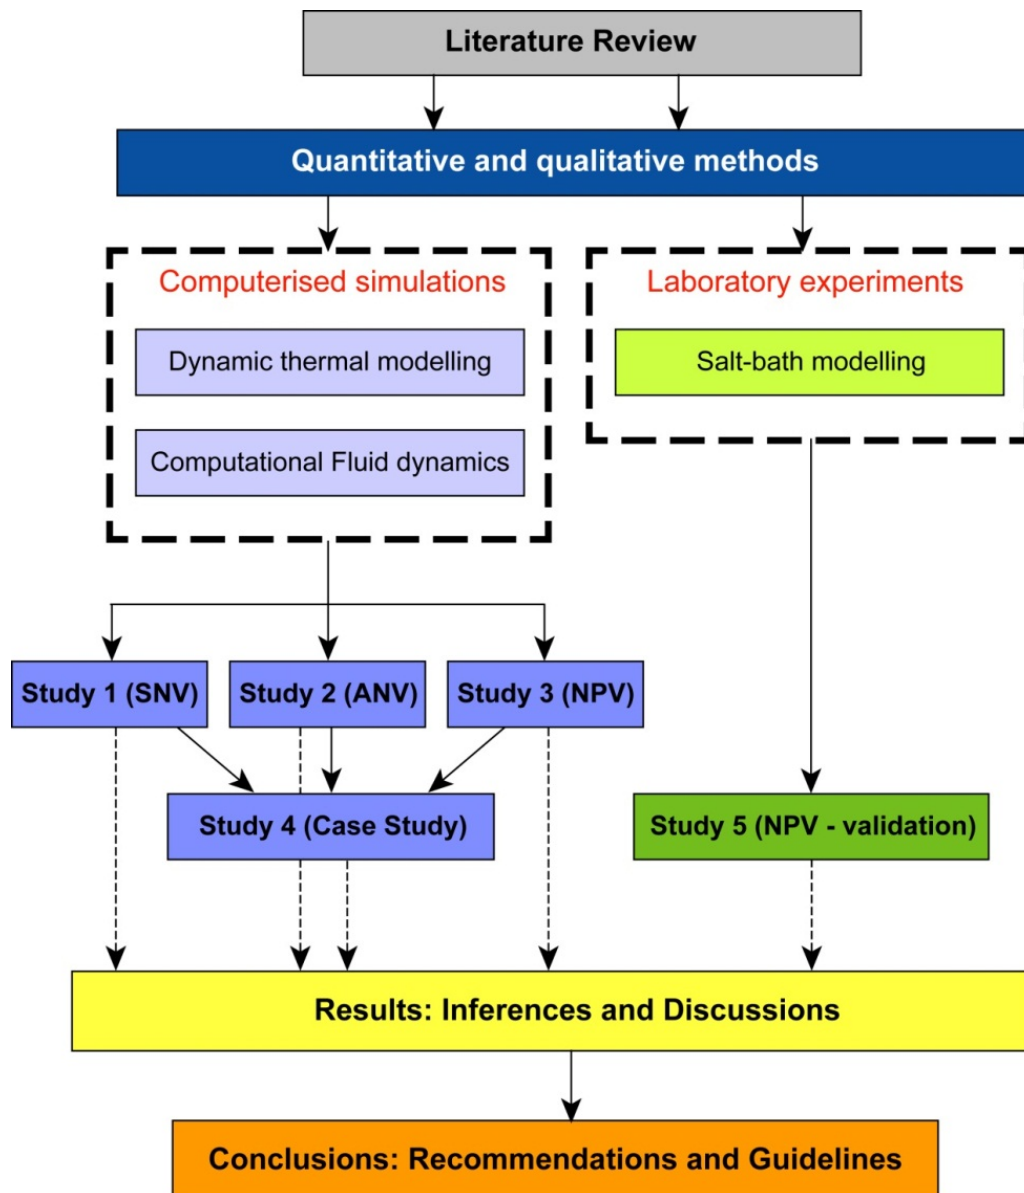 Literature Review
Quantitative and qualitative methods
Computerised simulations
Laboratory experiments
Dynamic thermal modelling
Salt-bath modelling
Computational Fluid dynamics
Study 1 (SNV)
Study 2 (ANV)
Study 3 (NPV)
Study 4 (Case Study)
Study 5 (NPV - validation)
Results: Inferences and Discussions
Conclusions: Recommendations and Guidelines